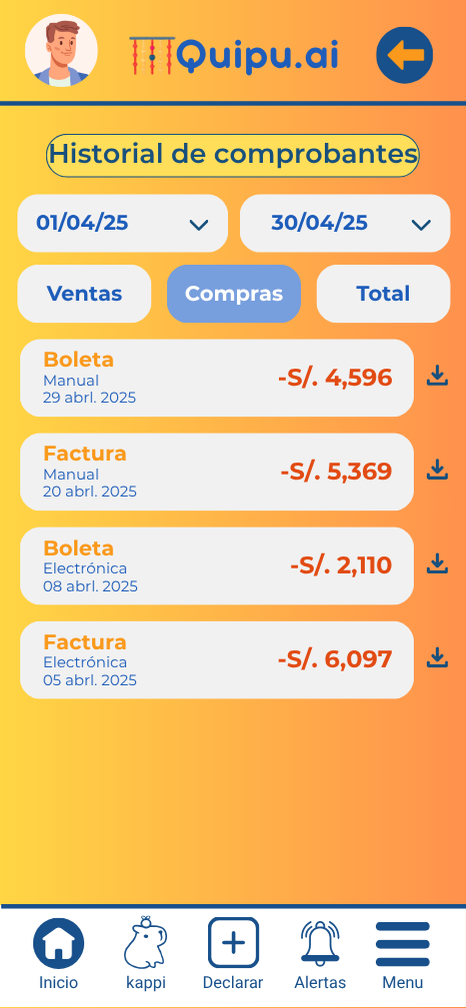 Quipu.ai
Historial de comprobantes
01/04/25
30/04/25
Ventas
Compras
Total
Boleta
Manual
29 abrl. 2025
-S/. 4,596
Factura
Manual
20 abrl. 2025
-S/. 5,369
Boleta
Electrónica
08 abrl. 2025
-S/. 2,110
Factura
Electrónica
05 abrl. 2025
-S/. 6,097
Inicio
kappi
Declarar
Alertas
Menu